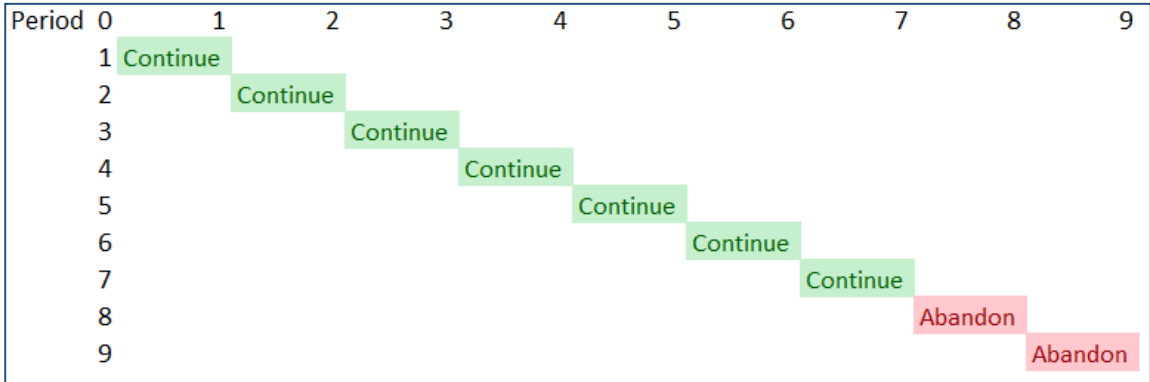 Period 0 1 2 3 4 5 6 7 8 9
1 Continue
2 Continue
3 Continue
4 Continue
5 Continue
6 Continue
7 Continue
8 Abandon
9 Abandon